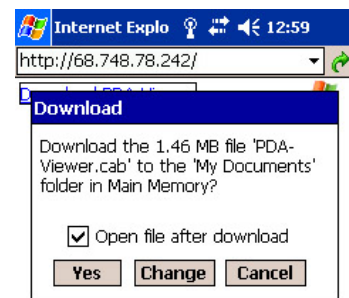 Internet Explo 12:59
http://68.748.78.242/
Download
Download the 1.46 MB file 'PDA-
Viewer.cab' to the 'My Documents'
folder in Main Memory?
Open file after download
Yes Change Cancel